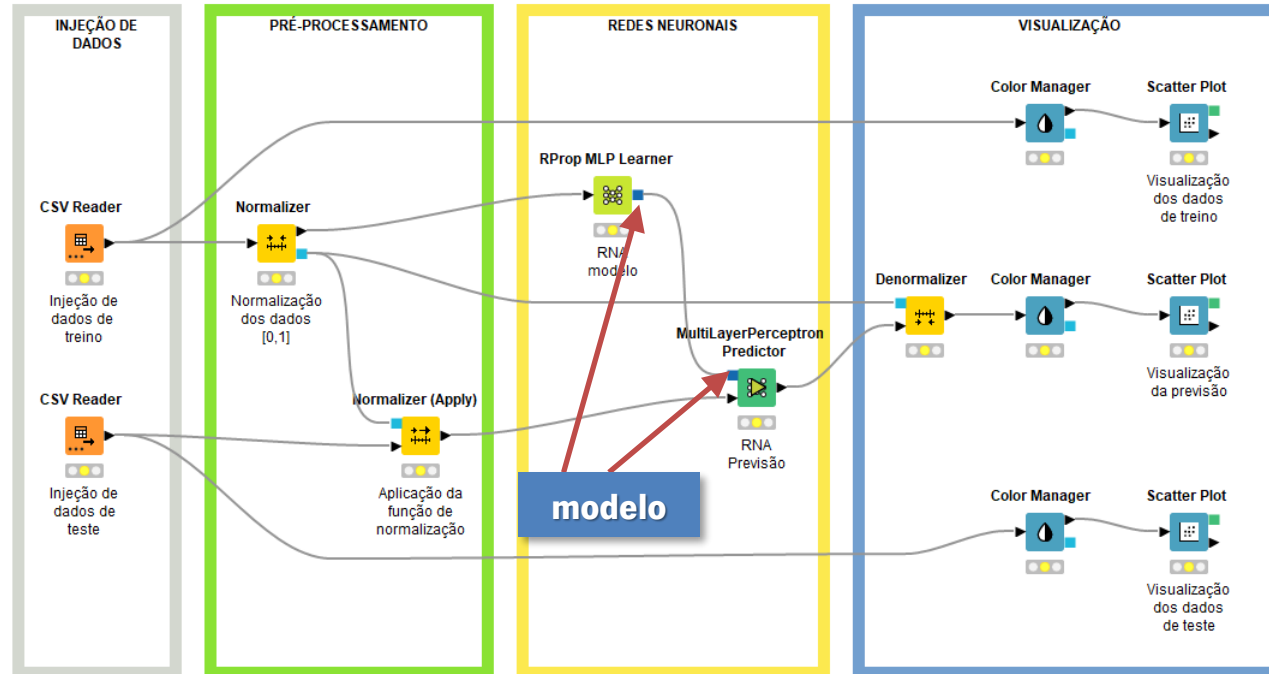 INJEÇÃO DE
DADOS
PRÉ-PROCESSAMENTO
REDES NEURONAIS
VISUALIZAÇÃO
Color Manager
Scatter Plot
Visualização
dos dados
de treino
RProp MLP Learner
RNA
modelo
CSV Reader
Injeção de
dados de
treino
Normalizer
Normalização
dos dados
[0,1]
Denormalizer
Color Manager
Scatter Plot
Visualização
da previsão
MultiLayerPerceptron
Predictor
RNA
Previsão
CSV Reader
Injeção de
dados de
teste
Normalizer (Apply)
Aplicação da
função de
normalização
modelo
Color Manager
Scatter Plot
Visualização
dos dados
de teste